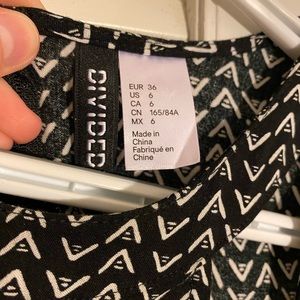 DIVIDED
EUR 36
US 6
CA 6
CN 165/84A
MX 6
Made in
China
Fabriqué en
Chine